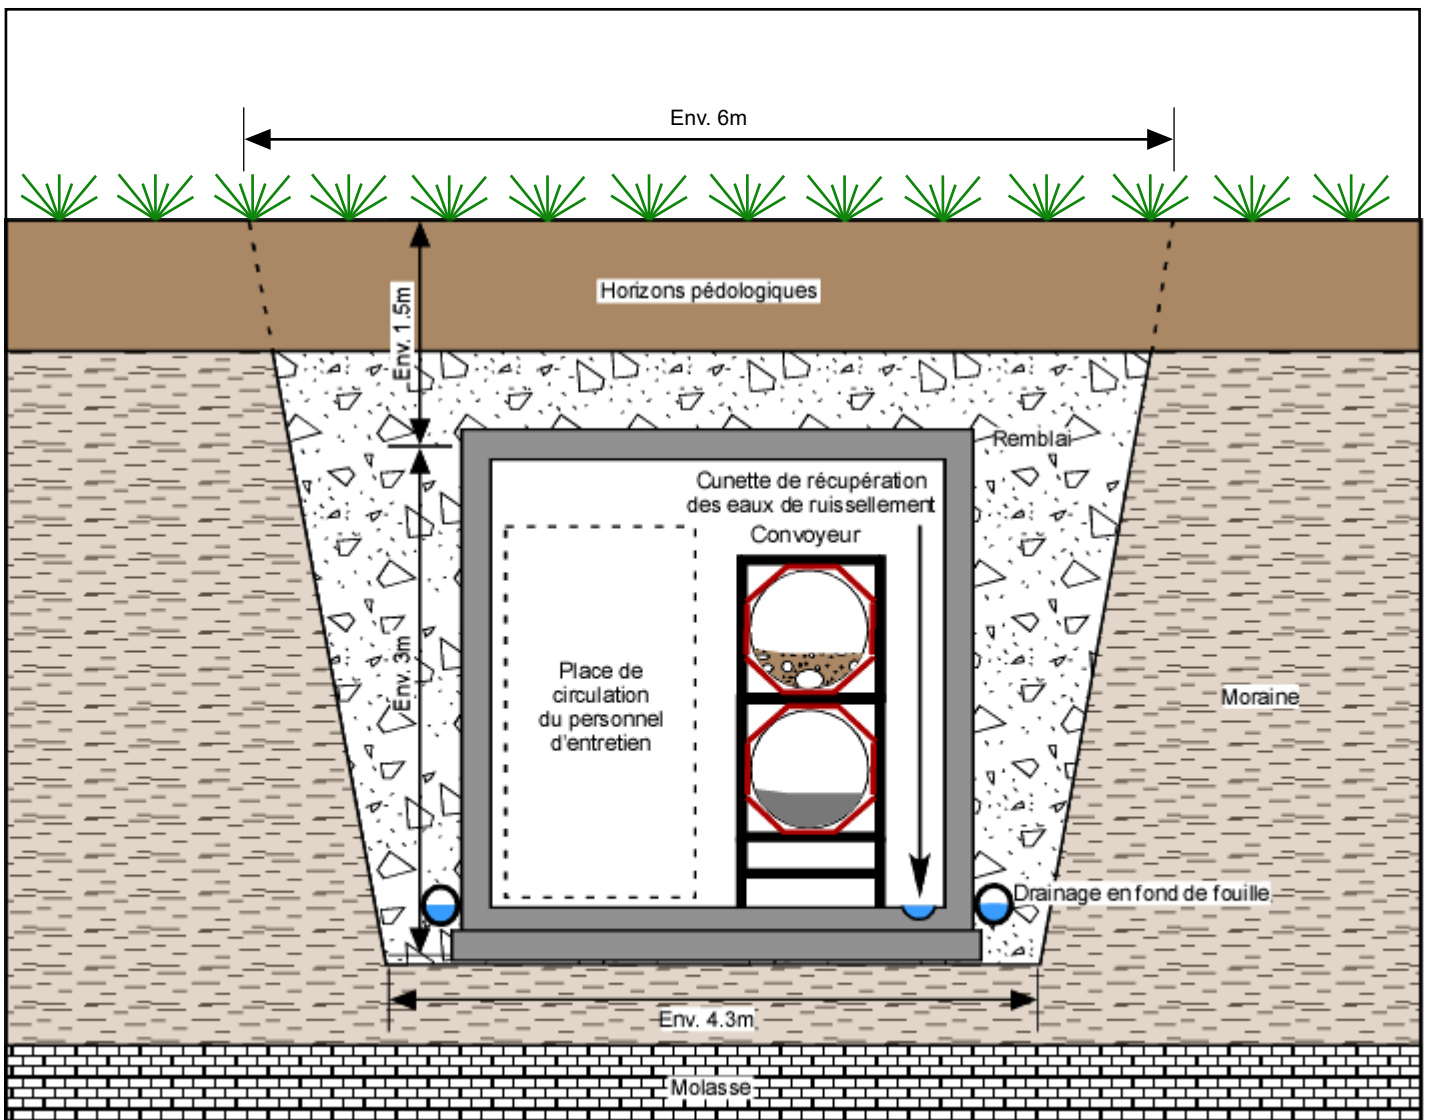 Env. 6m
Horizons pédologiques
Env. 1.5m
Remblai
Cunette de récupération
des eaux de ruissellement
Convoyeur
Env. 3m
Place de
circulation
du personnel
d'entretien
Moraine
Drainage en fond de fouille
Env. 4.3m
Molasse